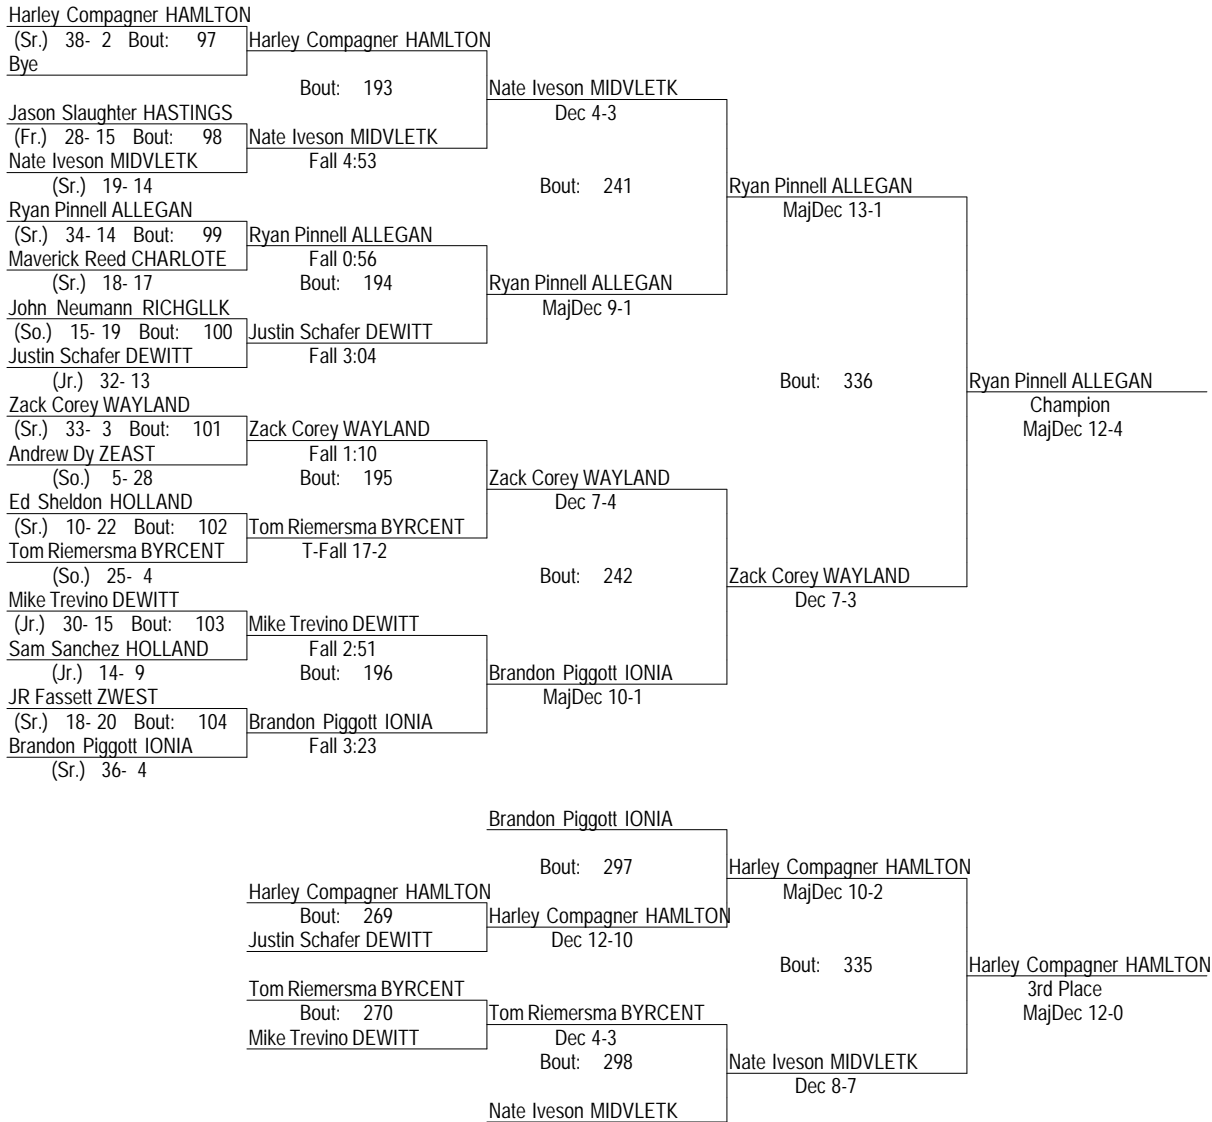 Harley Compagner HAMLTON
(Sr.) 38- 2 Bout: 97 Harley Compagner HAMLTON
Bye
Bout: 193 Nate Iveson MIDVLETK
Jason Slaughter HASTINGS Dec 4-3
(Fr.) 28- 15 Bout: 98 Nate Iveson MIDVLETK
Nate Iveson MIDVLETK Fall 4:53
(Sr.) 19- 14 Bout: 241 Ryan Pinnell ALLEGAN
Ryan Pinnell ALLEGAN MajDec 13-1
(Sr.) 34- 14 Bout: 99 Ryan Pinnell ALLEGAN
Maverick Reed CHARLOTE Fall 0:56
(Sr.) 18- 17 Bout: 194 Ryan Pinnell ALLEGAN
John Neumann RICHGLLK MajDec 9-1
(So.) 15- 19 Bout: 100 Justin Schafer DEWITT
Justin Schafer DEWITT Fall 3:04
(Jr.) 32- 13 Bout: 336 Ryan Pinnell ALLEGAN
Zack Corey WAYLAND Champion
(Sr.) 33- 3 Bout: 101 Zack Corey WAYLAND MajDec 12-4
Andrew Dy ZEAST Fall 1:10
(So.) 5- 28 Bout: 195 Zack Corey WAYLAND
Ed Sheldon HOLLAND Dec 7-4
(Sr.) 10- 22 Bout: 102 Tom Riemersma BYRCENT
Tom Riemersma BYRCENT T-Fall 17-2
(So.) 25- 4 Bout: 242 Zack Corey WAYLAND
Mike Trevino DEWITT Dec 7-3
(Jr.) 30- 15 Bout: 103 Mike Trevino DEWITT
Sam Sanchez HOLLAND Fall 2:51
(Jr.) 14- 9 Bout: 196 Brandon Piggott IONIA
JR Fassett ZWEST MajDec 10-1
(Sr.) 18- 20 Bout: 104 Brandon Piggott IONIA
Brandon Piggott IONIA Fall 3:23
(Sr.) 36- 4
Brandon Piggott IONIA
Bout: 297 Harley Compagner HAMLTON
Harley Compagner HAMLTON MajDec 10-2
Bout: 269 Harley Compagner HAMLTON
Justin Schafer DEWITT Dec 12-10
Bout: 335 Harley Compagner HAMLTON
Tom Riemersma BYRCENT 3rd Place
Bout: 270 Tom Riemersma BYRCENT MajDec 12-0
Mike Trevino DEWITT Dec 4-3
Bout: 298 Nate Iveson MIDVLETK
Dec 8-7
Nate Iveson MIDVLETK